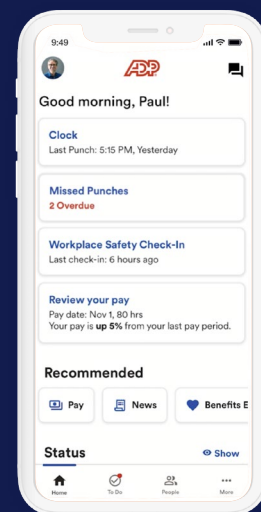 9:49
ADP
Good morning, Paul!
Clock
Last Punch: 5:15 PM, Yesterday
Missed Punches
2 Overdue
Workplace Safety Check-In
Last check-in: 6 hours ago
Review your pay
Pay date: Nov 1, 80 hrs
Your pay is up 5% from your last pay period.
Recommended
Pay
News
Benefits E
Status
Show
Home
To Do
People
More